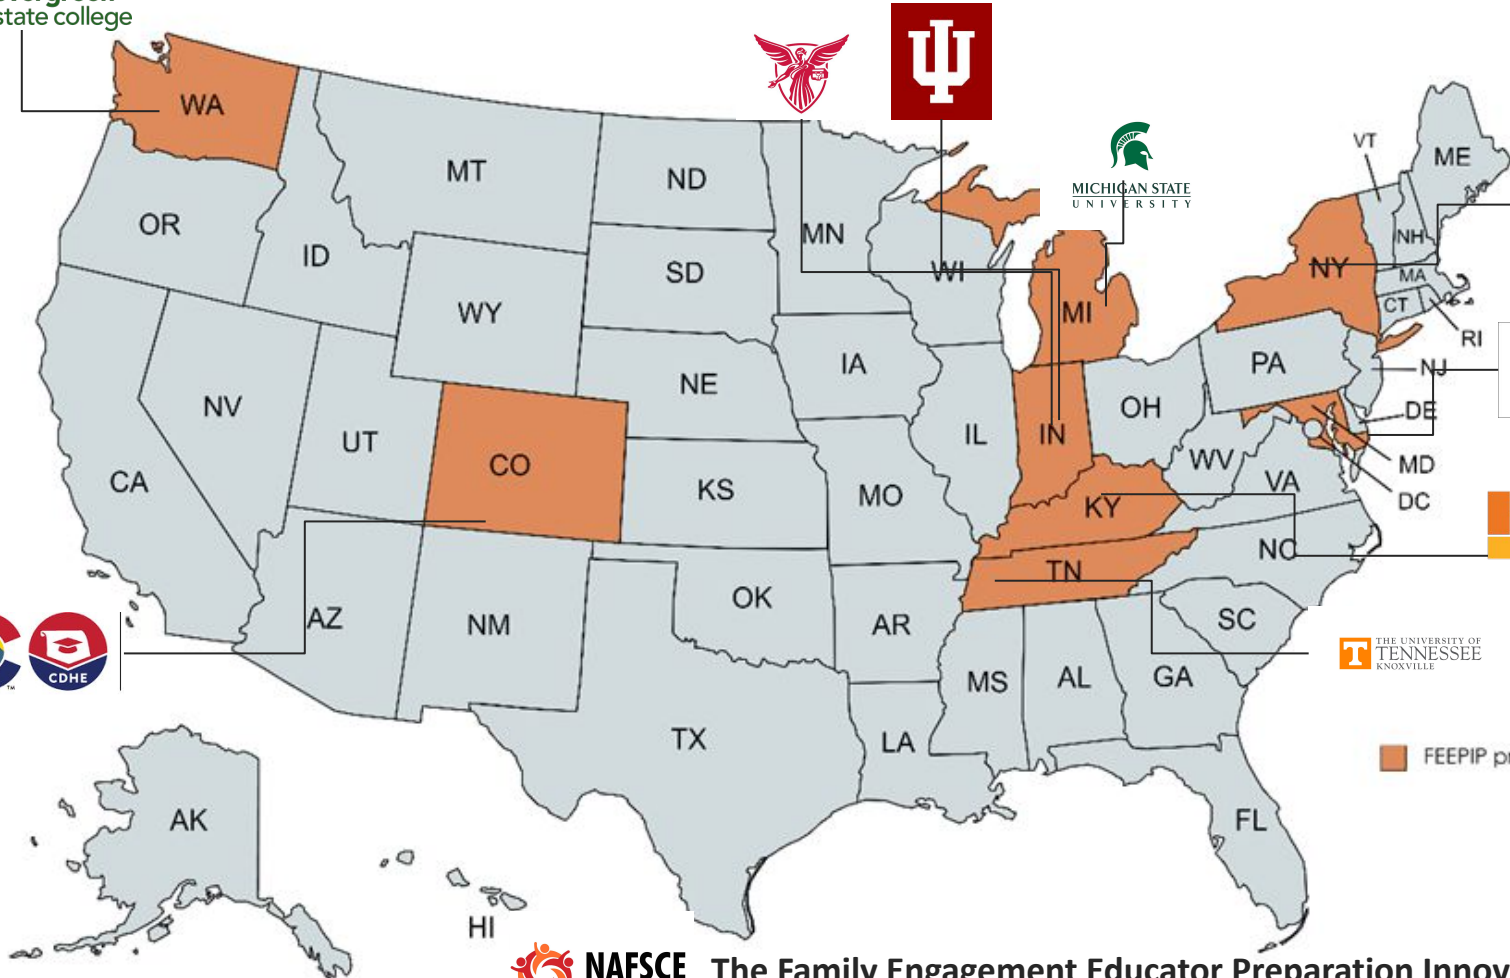 state college
WA
MT
ND
MN
OR
ID
SD
WI
MICHIGAN STATE
UNIVERSITY
VT
ME
NH
NY
MA
CT
RI
WY
MI
IA
NE
PA
NJ
NV
UT
CO
IL
IN
OH
DE
CA
KS
MO
WV
VA
MD
DC
KY
NC
TN
AZ
NM
OK
AR
SC
CDHE
TM
THE UNIVERSITY OF
TENNESSEE
KNOXVILLE
T
MS
AL
GA
TX
LA
FEEPIP
AK
FL
HI
NAFSCE
The Family Engagement Educator Preparation